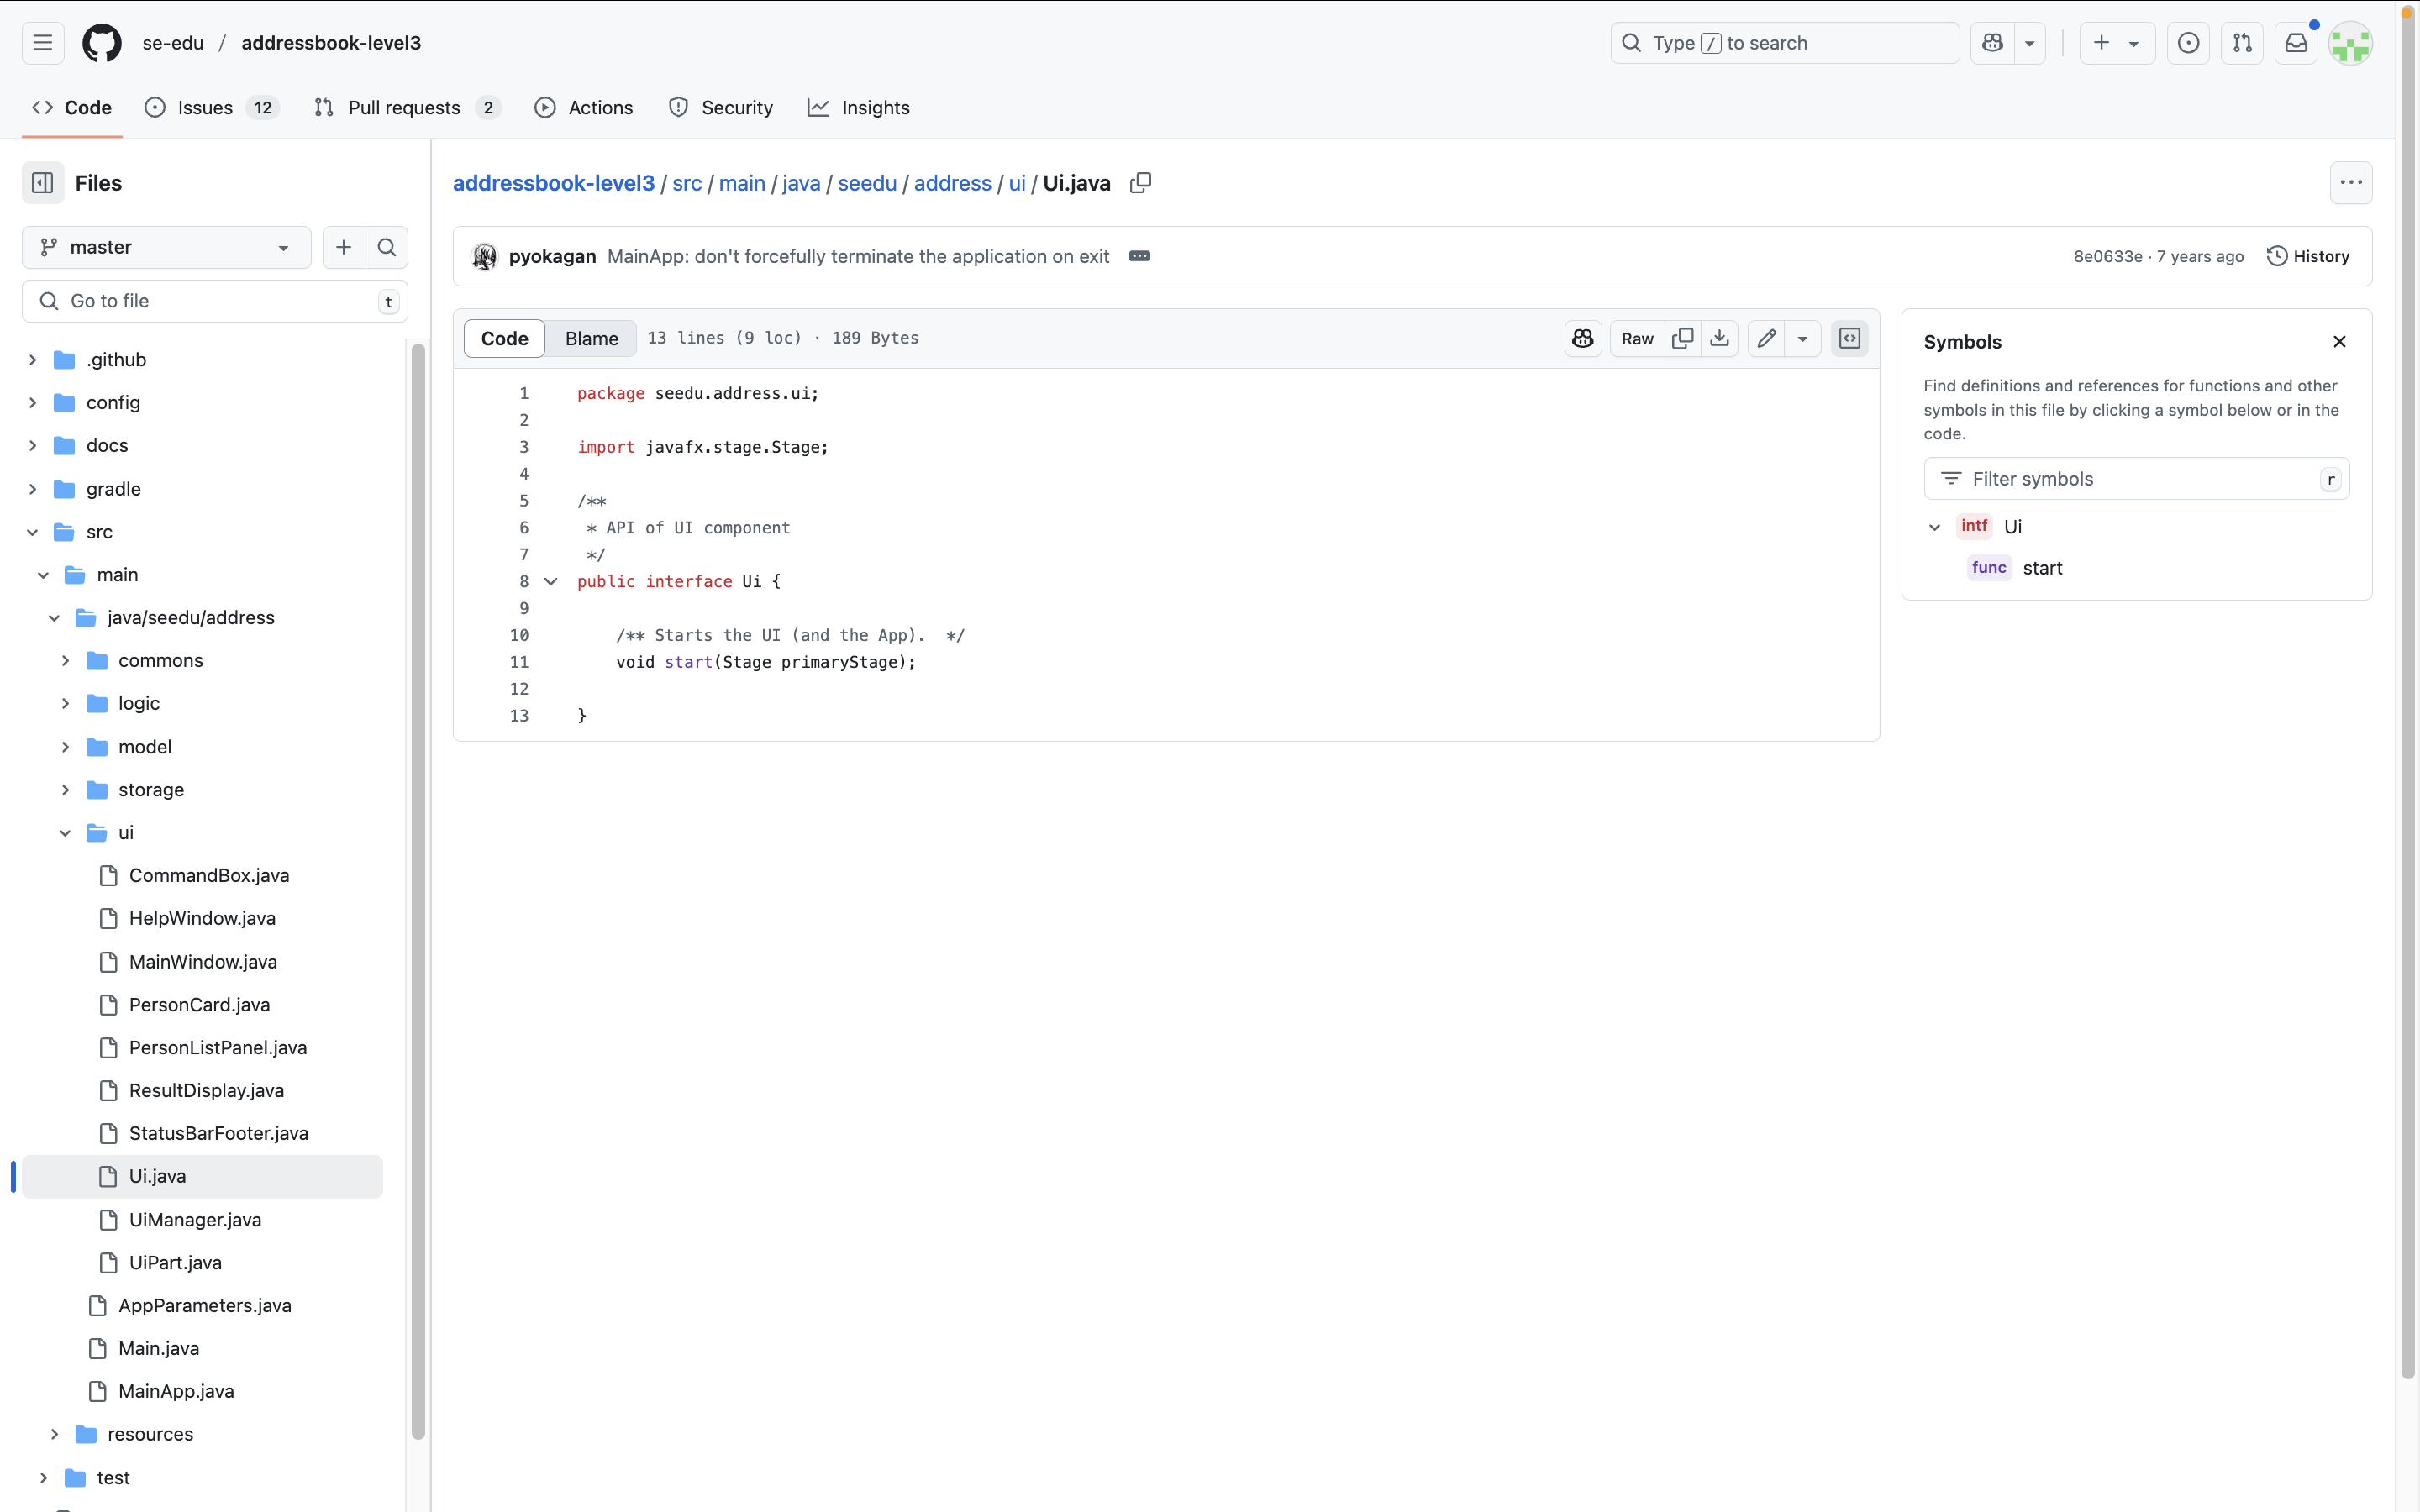 se-edu / addressbook-level3
Type / to search
Code
Issues 12
Pull requests 2
Actions
Security
Insights
Files
master
Go to file t
.github
config
docs
gradle
src
main
java/seedu/address
commons
logic
model
storage
ui
CommandBox.java
HelpWindow.java
MainWindow.java
PersonCard.java
PersonListPanel.java
ResultDisplay.java
StatusBarFooter.java
Ui.java
UiManager.java
UiPart.java
AppParameters.java
Main.java
MainApp.java
resources
test
addressbook-level3 / src / main / java / seedu / address / ui / Ui.java
pyokagan MainApp: don't forcefully terminate the application on exit
8e0633e · 7 years ago
History
Code Blame 13 lines (9 loc) · 189 Bytes
Raw
1 package seedu.address.ui;
2
3 import javafx.stage.Stage;
4
5 /**
6 * API of UI component
7 */
8 public interface Ui {
9
10 /** Starts the UI (and the App). */
11 void start(Stage primaryStage);
12
13 }
Symbols
Find definitions and references for functions and other
symbols in this file by clicking a symbol below or in the
code.
Filter symbols r
intf Ui
func start